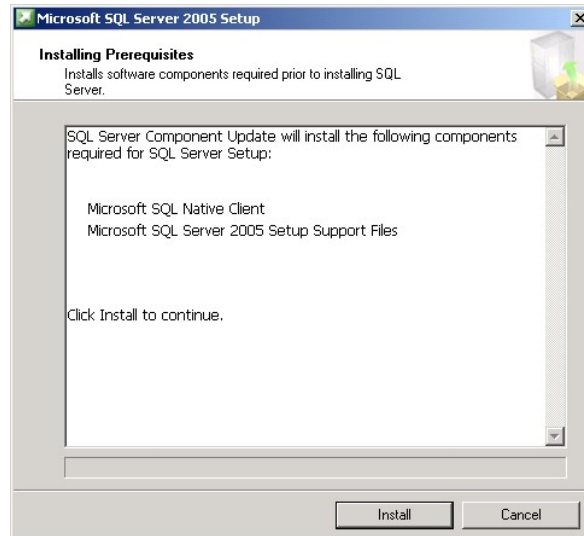 Microsoft SQL Server 2005 Setup
Installing Prerequisites
Installs software components required prior to installing SQL
Server.
SQL Server Component Update will install the following components
required for SQL Server Setup:
Microsoft SQL Native Client
Microsoft SQL Server 2005 Setup Support Files
Click Install to continue.
Install
Cancel